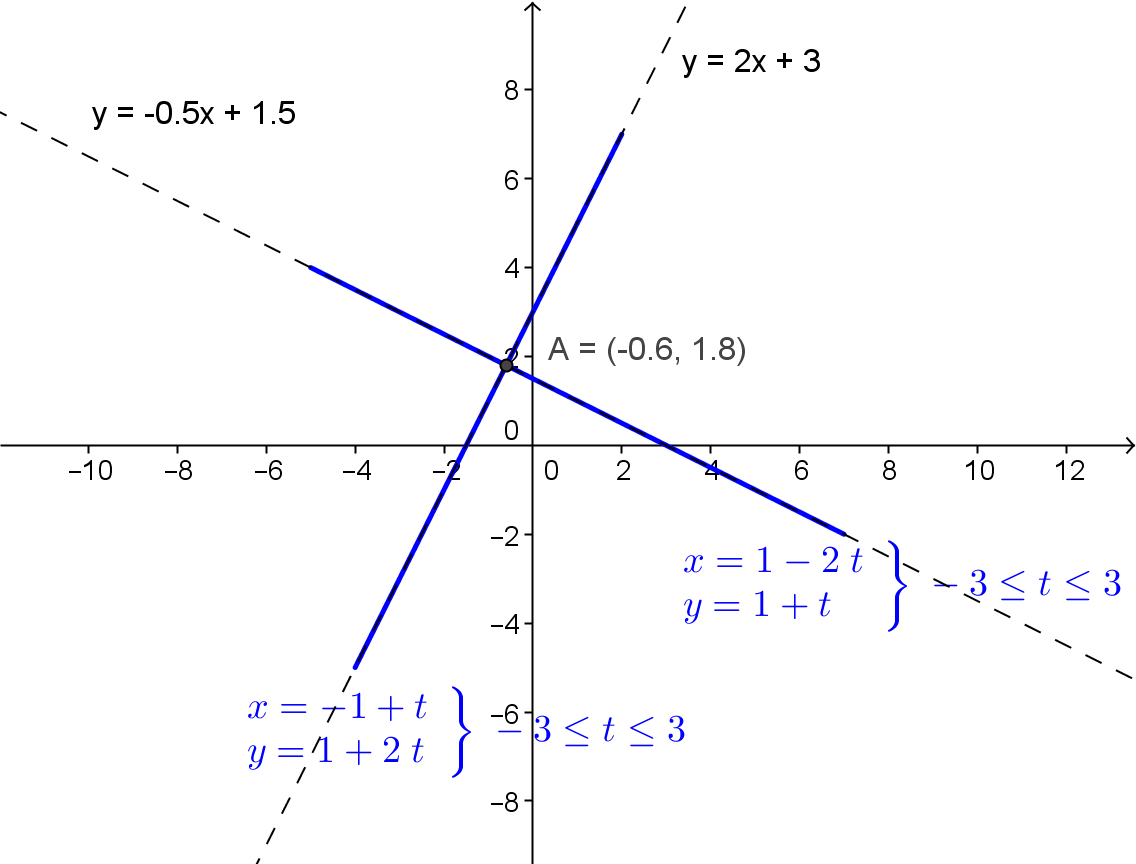 y = 2x + 3
y = -0.5x + 1.5
8
6
4
2
A = (-0.6, 1.8)
0
−10 −8 −6 −4 −2 0 2 4 6 8 10 12
−2
x = 1 − 2 t
y = 1 + t
} − 3 ≤ t ≤ 3
−4
x = −1 + t
y = 1 + 2 t
} − 3 ≤ t ≤ 3
−6
−8